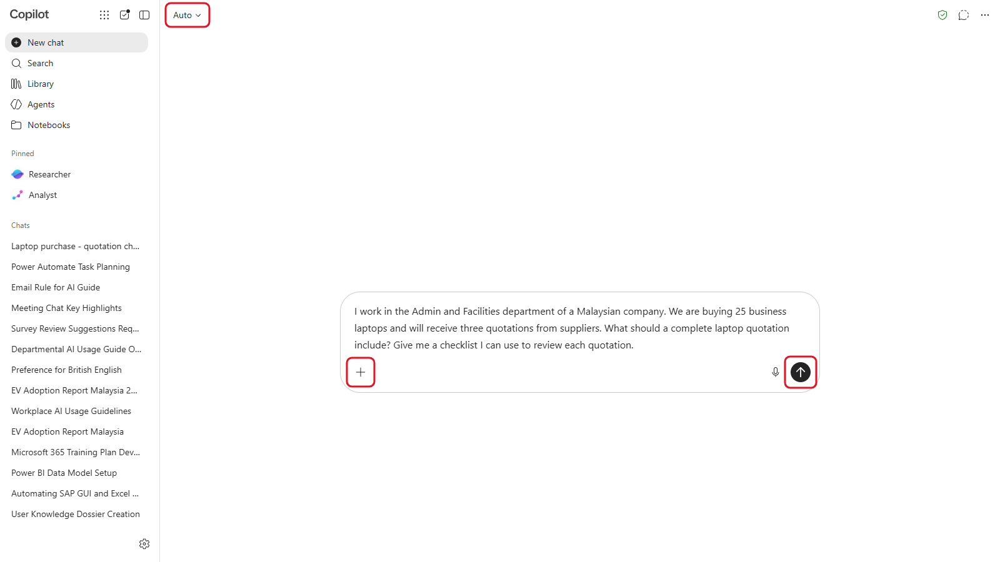 Copilot
Auto
New chat
Search
Library
Agents
Notebooks
Pinned
Researcher
Analyst
Chats
Laptop purchase - quotation ch...
Power Automate Task Planning
Email Rule for AI Guide
Meeting Chat Key Highlights
Survey Review Suggestions Req...
Departmental AI Usage Guide O...
Preference for British English
EV Adoption Report Malaysia 2...
Workplace AI Usage Guidelines
EV Adoption Report Malaysia
Microsoft 365 Training Plan Dev...
Power BI Data Model Setup
Automating SAP GUI and Excel ...
User Knowledge Dossier Creation
I work in the Admin and Facilities department of a Malaysian company. We are buying 25 business
laptops and will receive three quotations from suppliers. What should a complete laptop quotation
include? Give me a checklist I can use to review each quotation.